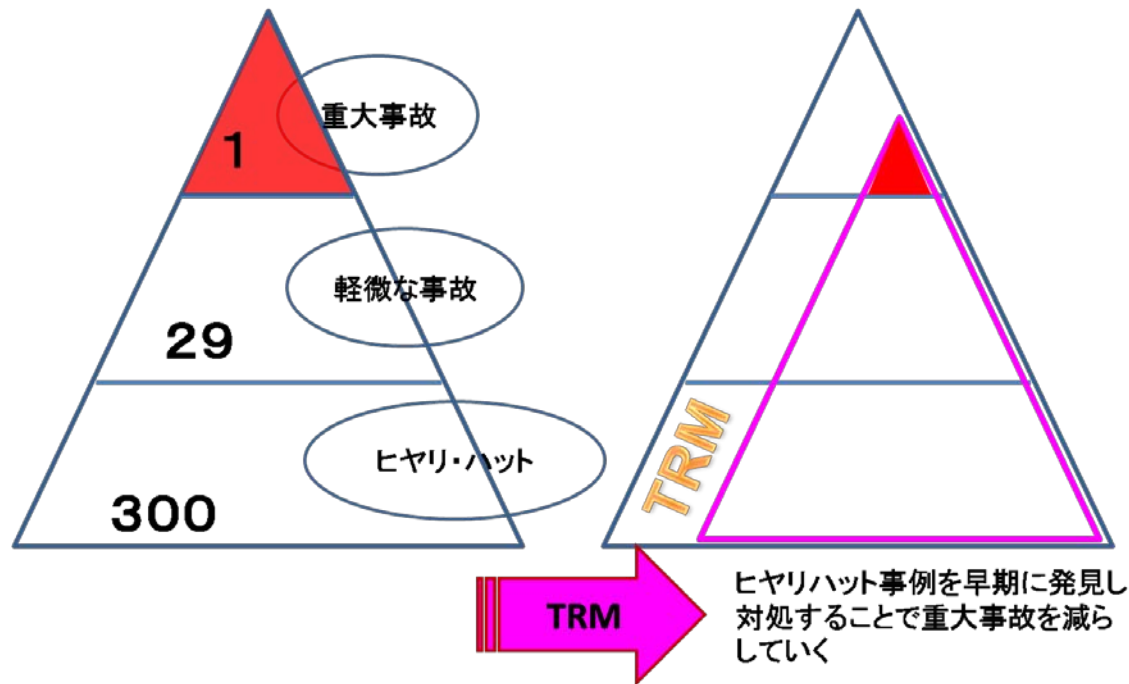 重大事故
1
軽微な事故
29
ヒヤリ・ハット
300
TRM
TRM
ヒヤリハット事例を早期に発見し
対処することで重大事故を減ら
していく